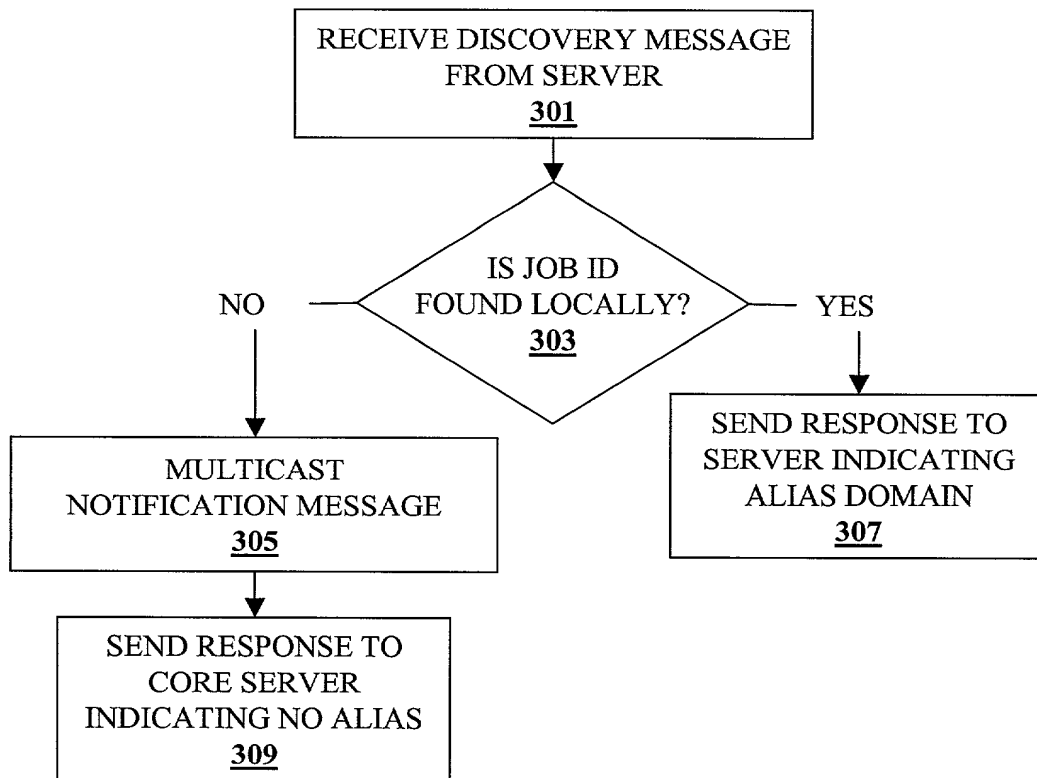 RECEIVE DISCOVERY MESSAGE
FROM SERVER
301
IS JOB ID
FOUND LOCALLY?
303
NO
YES
MULTICAST
NOTIFICATION MESSAGE
305
SEND RESPONSE TO
SERVER INDICATING
ALIAS DOMAIN
307
SEND RESPONSE TO
CORE SERVER
INDICATING NO ALIAS
309